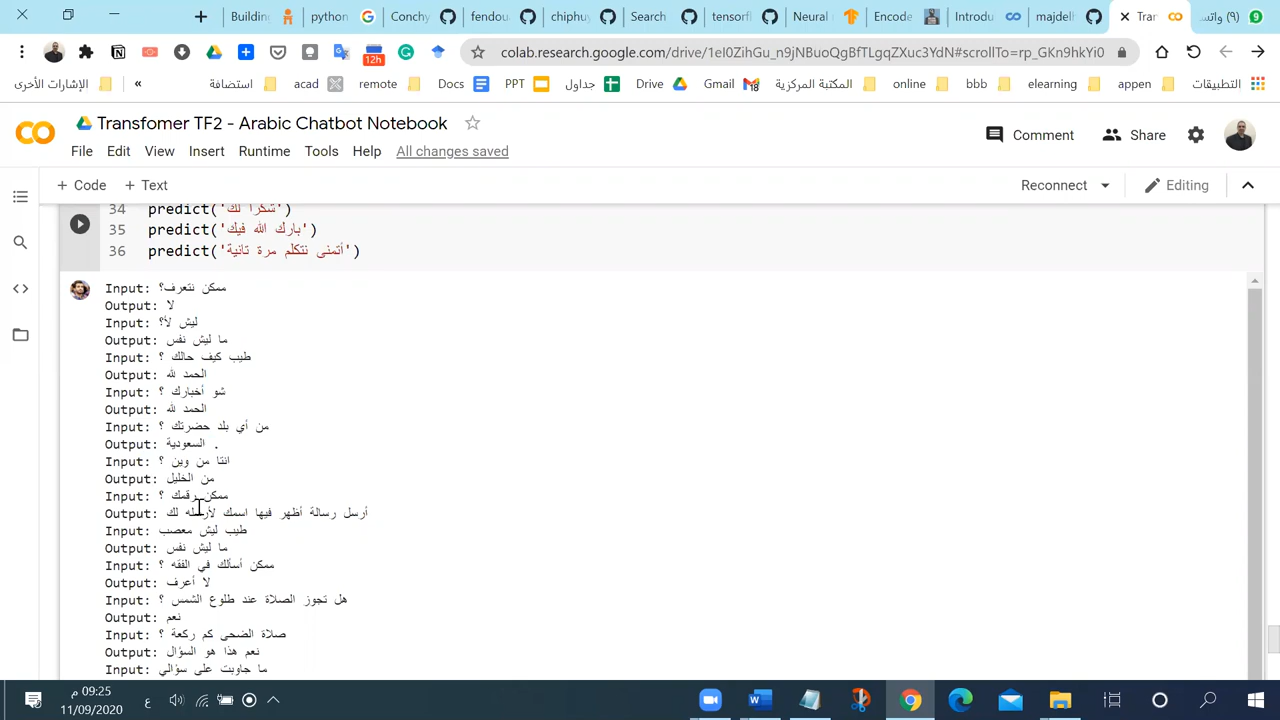 Building
python
Conchy
fendou
chiphuy
Search
tensorfl
Neural
Encode
Introdu
majdelh
Tran
(٩) واتس
9
12h
colab.research.google.com/drive/
الإشارات الأخرى
«
استضافة
acad
remote
Docs
PPT
جداول
Drive
Gmail
المكتبة المركزية
online
bbb
elearning
appen
التطبيقات
Transfomer TF2 - Arabic Chatbot Notebook
Comment
Share
File Edit View Insert Runtime Tools Help All changes saved
+ Code + Text
Reconnect
Editing
34 predict('شكرا لك')
35 predict('بارك الله فيك')
36 predict('أتمنى نتكلم مرة تانية')
Input: ممكن نتعرف؟
Output: لا
Input: ليش لأ؟
Output: ما ليش نفس
Input: طيب كيف حالك ؟
Output: الحمد لله
Input: شو أخبارك ؟
Output: الحمد لله
Input: من أي بلد حضرتك ؟
Output: السعودية .
Input: انتا من وين ؟
Output: من الخليل
Input: ممكن رقمك ؟
Output: أرسل رسالة أظهر فيها اسمك لأرسله لك
Input: طيب ليش معصب
Output: ما ليش نفس
Input: ممكن أسألك في الفقه ؟
Output: لا أعرف
Input: هل تجوز الصلاة عند طلوع الشمس ؟
Output: نعم
Input: صلاة الضحى كم ركعة ؟
Output: نعم هذا هو السؤال
Input: ما جاوبت على سؤالي
09:25 م
11/09/2020
ع